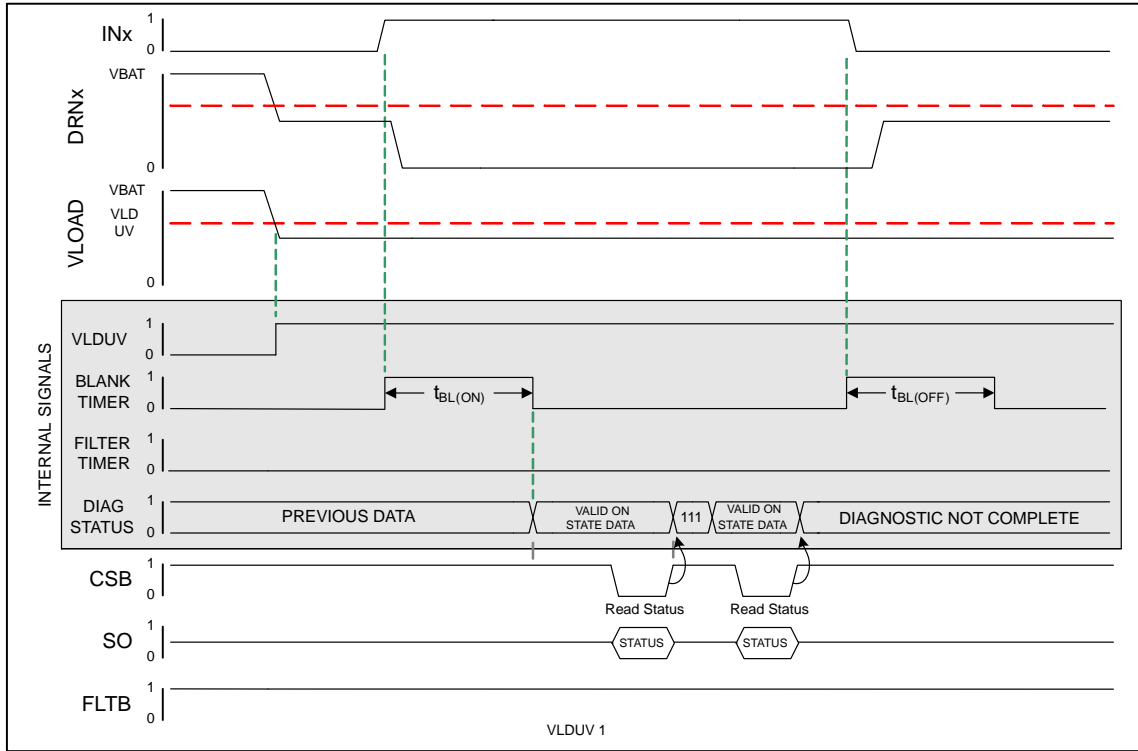 INx
1
0
DRNx
VBAT
0
VLOAD
VBAT
VLD
UV
0
INTERNAL SIGNALS
VLDUV
1
0
BLANK
TIMER
1
0
tBL(ON)
tBL(OFF)
FILTER
TIMER
1
0
DIAG
STATUS
1
0
PREVIOUS DATA
VALID ON
STATE DATA
111
VALID ON
STATE DATA
DIAGNOSTIC NOT COMPLETE
CSB
1
0
Read Status
Read Status
SO
1
0
STATUS
STATUS
FLTB
1
0
VLDUV 1